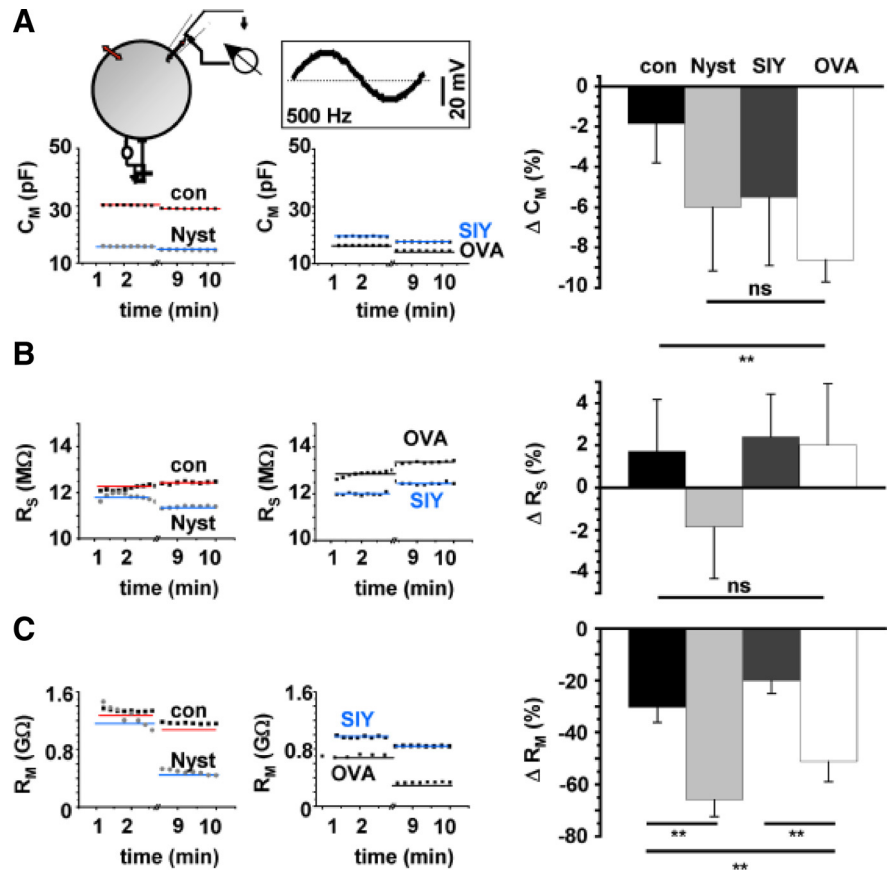 A
con Nyst SIY OVA
500 Hz
20 mV
50
30
10
C_M (pF)
con
Nyst
1 2 9 10
time (min)
50
30
10
C_M (pF)
SIY
OVA
1 2 9 10
time (min)
0
-2
-4
-6
-8
-10
Δ C_M (%)
ns
**
B
14
13
12
11
10
R_S (MΩ)
con
Nyst
1 2 9 10
time (min)
14
13
12
11
10
R_S (MΩ)
OVA
SIY
1 2 9 10
time (min)
4
2
0
-2
-4
Δ R_S (%)
ns
C
1.6
0.8
0
R_M (GΩ)
con
Nyst
1 2 9 10
time (min)
1.6
0.8
0
R_M (GΩ)
SIY
OVA
1 2 9 10
time (min)
0
-20
-40
-60
-80
Δ R_M (%)
** **
**